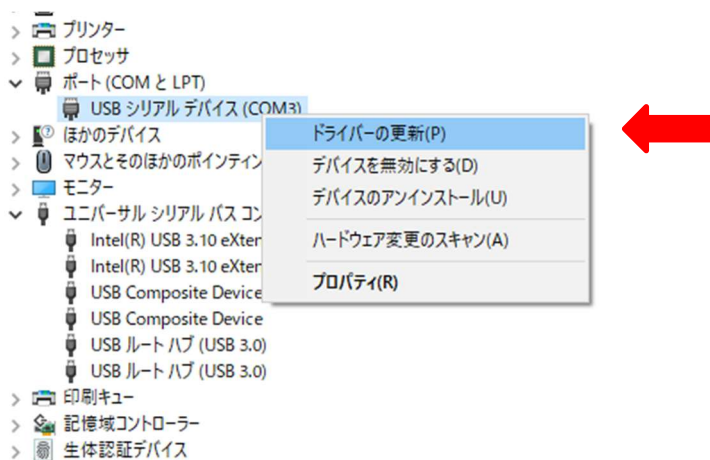 プリンター
プロセッサ
ポート (COM と LPT)
USB シリアル デバイス (COM3)
ほかのデバイス
マウスとそのほかのポインティン
モニター
ユニバーサル シリアル バス コン
Intel(R) USB 3.10 eXten
Intel(R) USB 3.10 eXten
USB Composite Device
USB Composite Device
USB ルート ハブ (USB 3.0)
USB ルート ハブ (USB 3.0)
印刷キュー
記憶域コントローラー
生体認証デバイス
ドライバーの更新(P)
デバイスを無効にする(D)
デバイスのアンインストール(U)
ハードウェア変更のスキャン(A)
プロパティ(R)